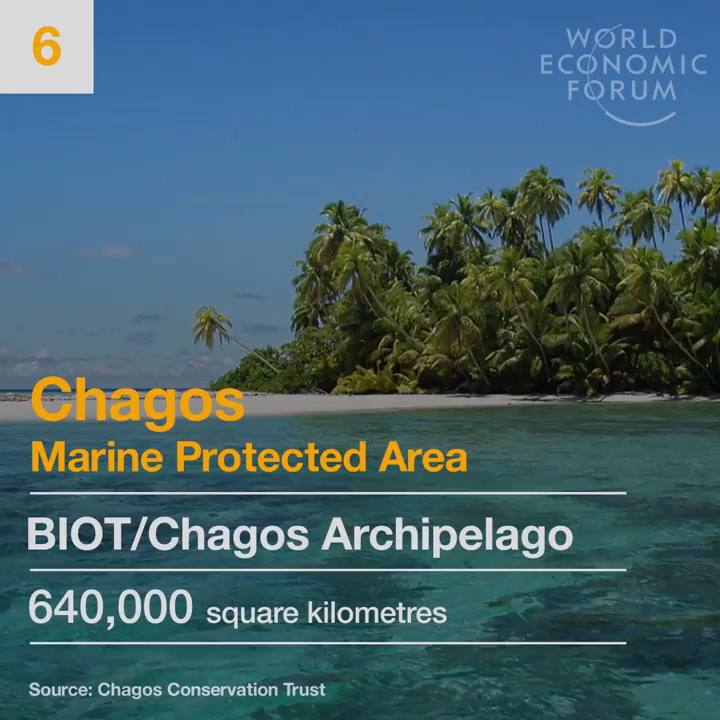 6
WORLD
ECONOMIC
FORUM
Chagos
Marine Protected Area
BIOT/Chagos Archipelago
640,000 square kilometres
Source: Chagos Conservation Trust